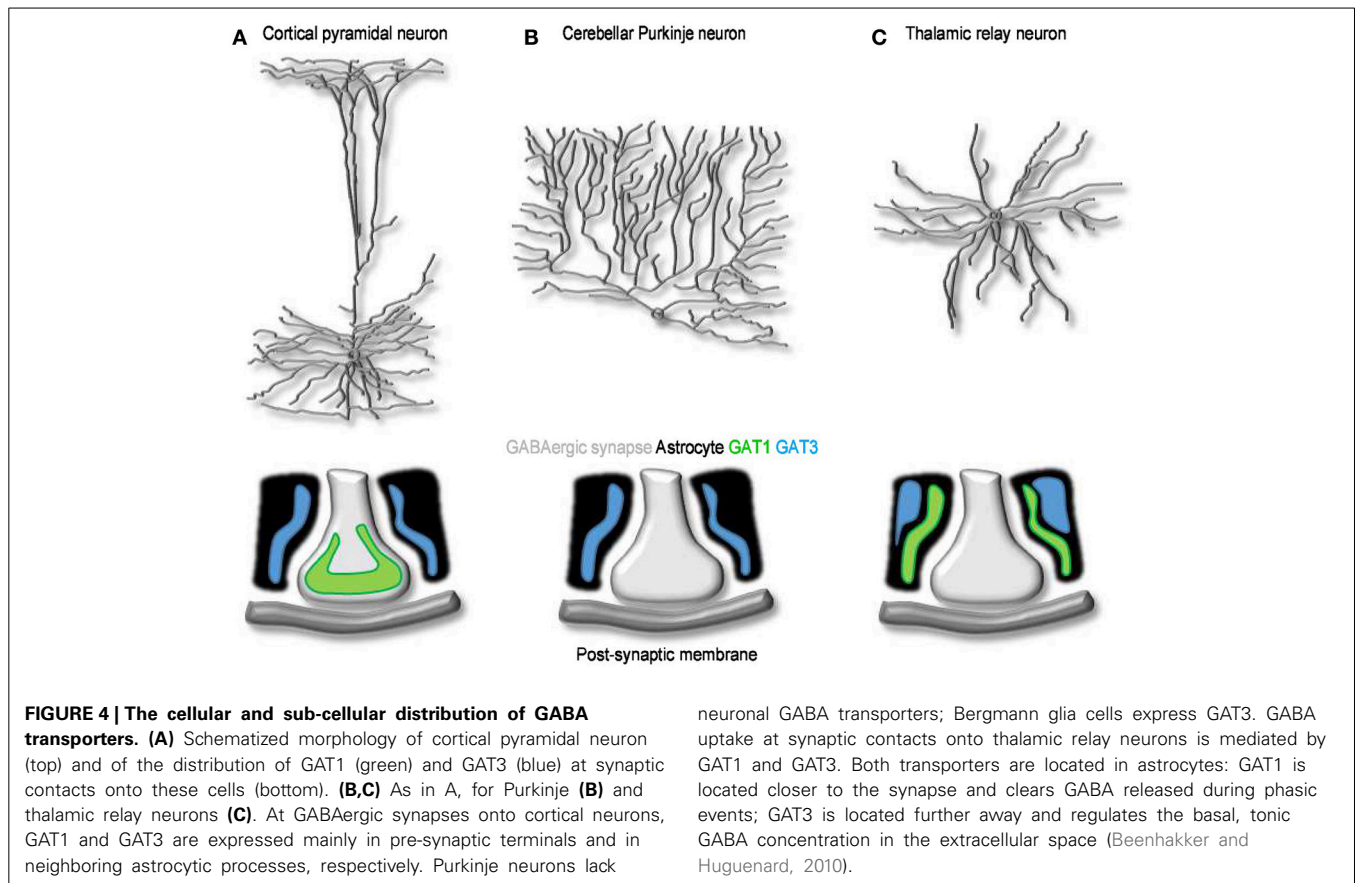 A Cortical pyramidal neuron
B Cerebellar Purkinje neuron
C Thalamic relay neuron
GABAergic synapse Astrocyte GAT1 GAT3
Post-synaptic membrane
FIGURE 4 | The cellular and sub-cellular distribution of GABA
transporters. (A) Schematized morphology of cortical pyramidal neuron
(top) and of the distribution of GAT1 (green) and GAT3 (blue) at synaptic
contacts onto these cells (bottom). (B,C) As in A, for Purkinje (B) and
thalamic relay neurons (C). At GABAergic synapses onto cortical neurons,
GAT1 and GAT3 are expressed mainly in pre-synaptic terminals and in
neighboring astrocytic processes, respectively. Purkinje neurons lack
neuronal GABA transporters; Bergmann glia cells express GAT3. GABA
uptake at synaptic contacts onto thalamic relay neurons is mediated by
GAT1 and GAT3. Both transporters are located in astrocytes: GAT1 is
located closer to the synapse and clears GABA released during phasic
events; GAT3 is located further away and regulates the basal, tonic
GABA concentration in the extracellular space (Beenhakker and
Huguenard, 2010).